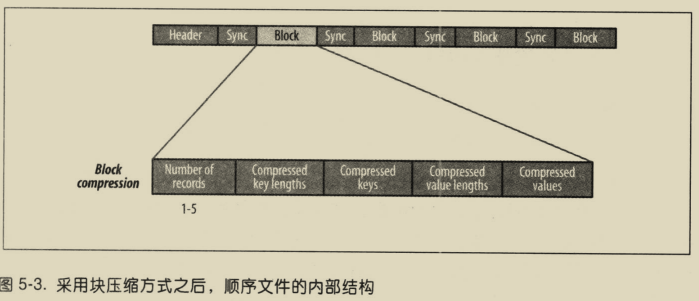 Header Sync Block Sync Block Sync Block Sync Block
Block compression
Number of records
Compressed key lengths
Compressed keys
Compressed value lengths
Compressed values
1-5
图 5-3. 采用块压缩方式之后，顺序文件的内部结构